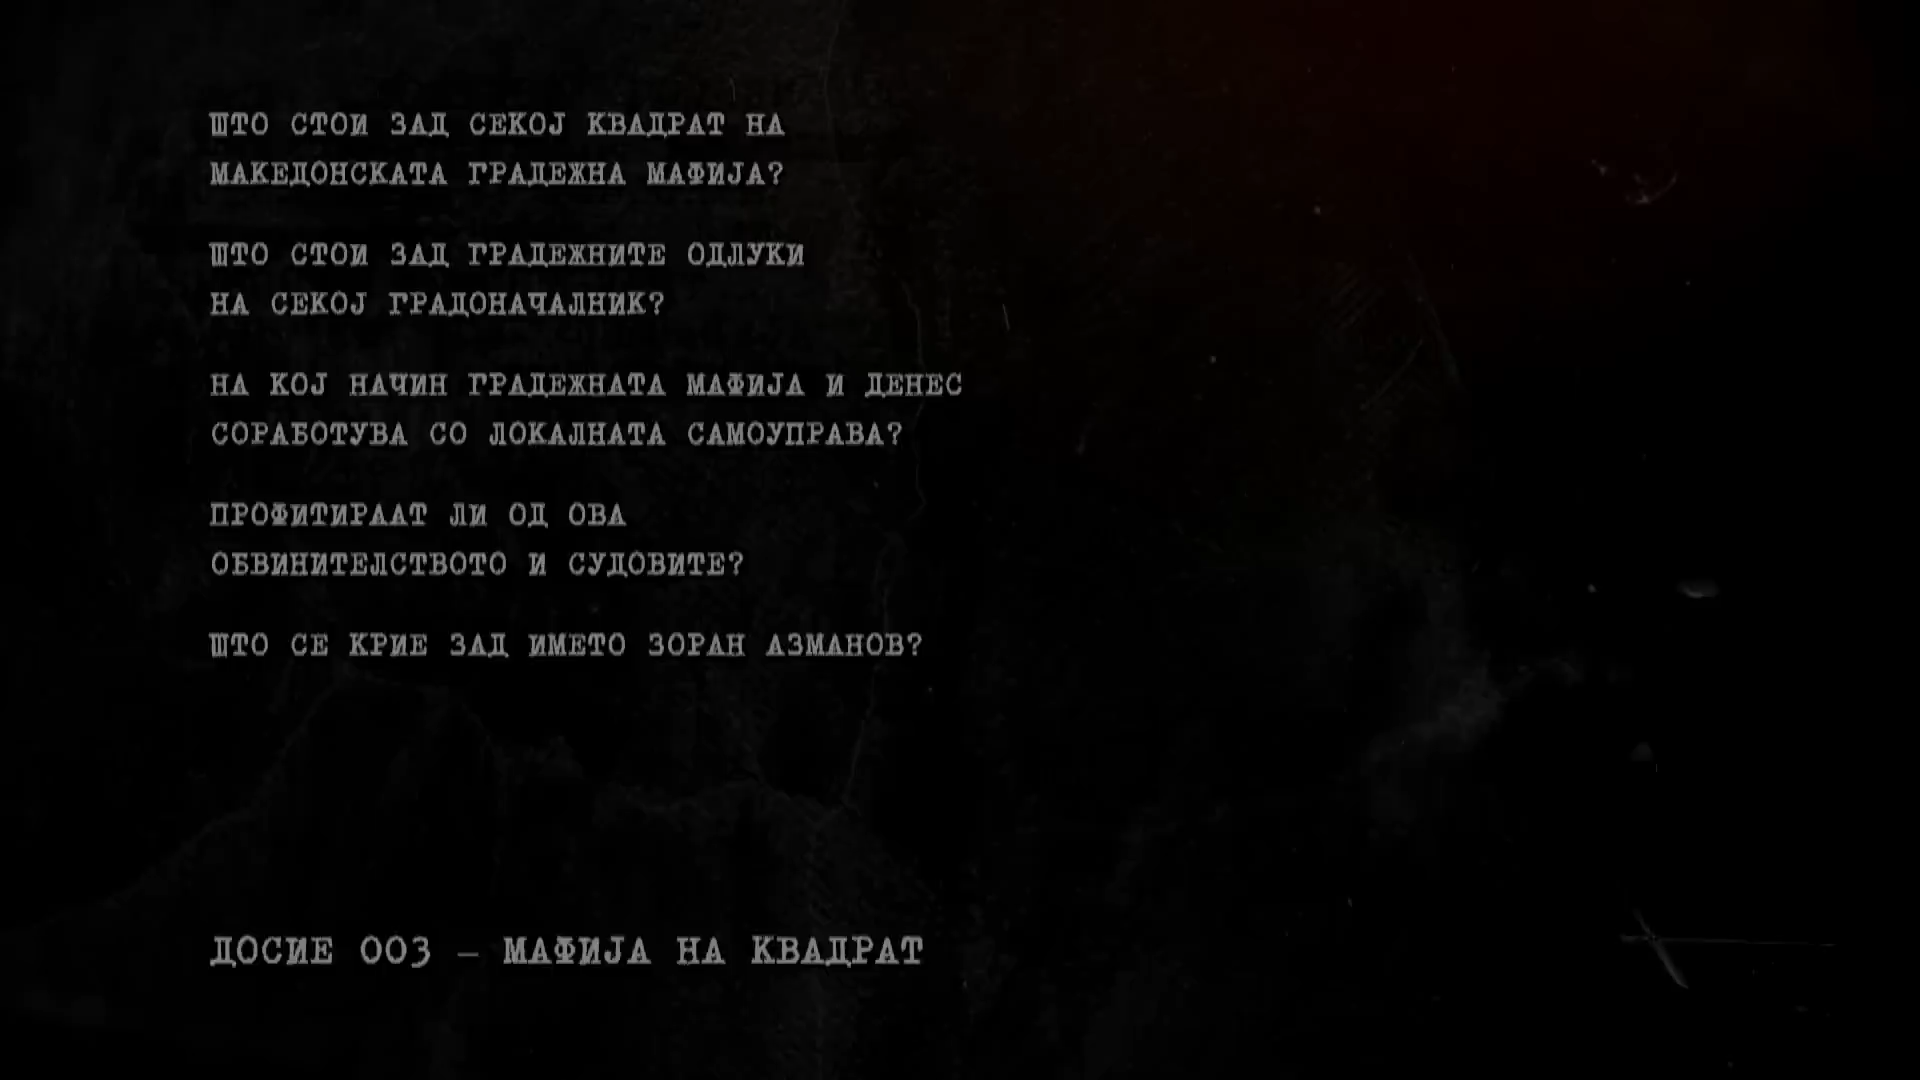 ШТО СТОИ ЗАД СЕКОЈ КВАДРАТ НА
МАКЕДОНСКАТА ГРАДЕЖНА МАФИЈА?
ШТО СТОИ ЗАД ГРАДЕЖНИТЕ ОДЛУКИ
НА СЕКОЈ ГРАДОНАЧАЛНИК?
НА КОЈ НАЧИН ГРАДЕЖНАТА МАФИЈА И ДЕНЕС
СОРАБОТУВА СО ЛОКАЛНАТА САМОУПРАВА?
ПРОФИТИРААТ ЛИ ОД ОВА
ОБВИНИТЕЛСТВОТО И СУДОВИТЕ?
ШТО СЕ КРИЕ ЗАД ИМЕТО ЗОРАН АЗМАНОВ?
ДОСИЕ 003 – МАФИЈА НА КВАДРАТ